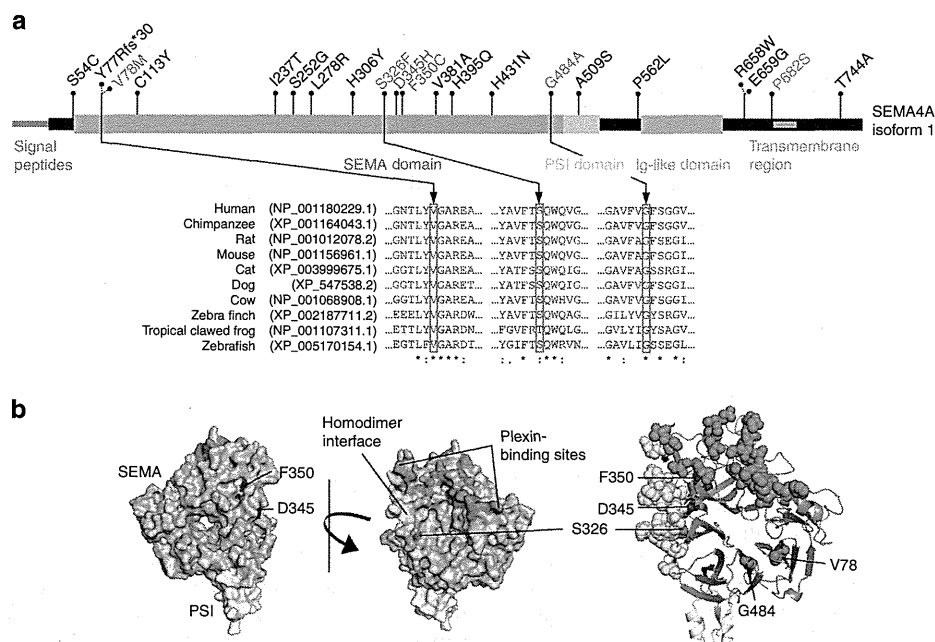 a
S54C
Y77Rfs*30
V78M
C113Y
I237T
S252G
L278R
H306Y
S326F
D345H
F350C
V381A
H395Q
H431N
G484A
A509S
P562L
R658W
E659G
P682S
T744A
SEMA4A
isoform 1
Signal
peptides
SEMA domain
PSI domain
Ig-like domain
Transmembrane
region
Human (NP_001180229.1) ...GNTLYVGAREA... ...YAVFTSQWQVG... ...GAVFVGFSGGV...
Chimpanzee (XP_001164043.1) ...GNTLYVGAREA... ...YAVFTSQWQVG... ...GAVFVGFSGGV...
Rat (NP_001012078.2) ...GNTLYVGAREA... ...YAVFTSQWQVG... ...GAVFAGFSEGI...
Mouse (NP_001156961.1) ...GNTLYVGAREA... ...YAVFTSQWQVG... ...GAVFAGFSGGI...
Cat (XP_003999675.1) ...GGTLYVGAREA... ...YATFSSQWQIG... ...GAVFAGSSRGI...
Dog (XP_547538.2) ...GGTLYVGARET... ...YATFSSQWQIG... ...GAVFVGFSGGI...
Cow (NP_001068908.1) ...GGTLYVGAREA... ...YAVFTSQWHVG... ...GAVFVGFSGGI...
Zebra finch (XP_002187711.2) ...EEELYVGARDW... ...YAVFTSQWQAG... ...GILYVGYSRGV...
Tropical clawed frog (NP_001107311.1) ...ETTLYVGARDN... ...FGVFRTQWQLG... ...GVLYIGYSAGV...
Zebrafish (XP_005170154.1) ...EGTLFVGARDT... ...YGIFTSQWRVN... ...GAVLIGSSEGL...
*:****: :. * :** * * * *:
b
SEMA
F350
D345
PSI
Homodimer
interface
Plexin-
binding sites
S326
F350
D345
V78
G484